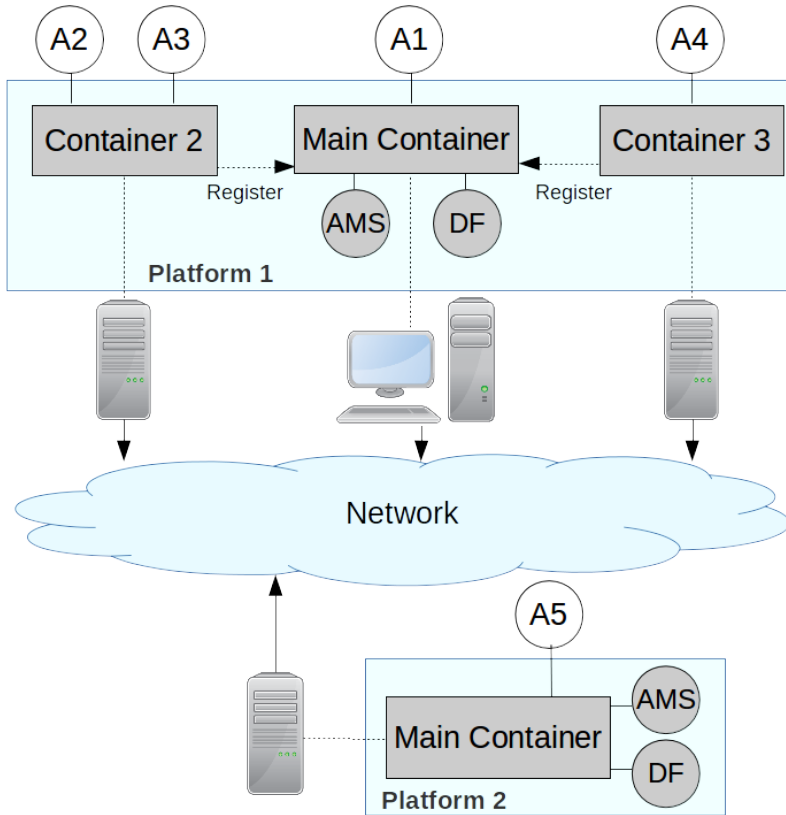 A2
A3
A1
A4
Container 2
Main Container
Container 3
Register
Register
AMS
DF
Platform 1
Network
A5
Main Container
AMS
DF
Platform 2